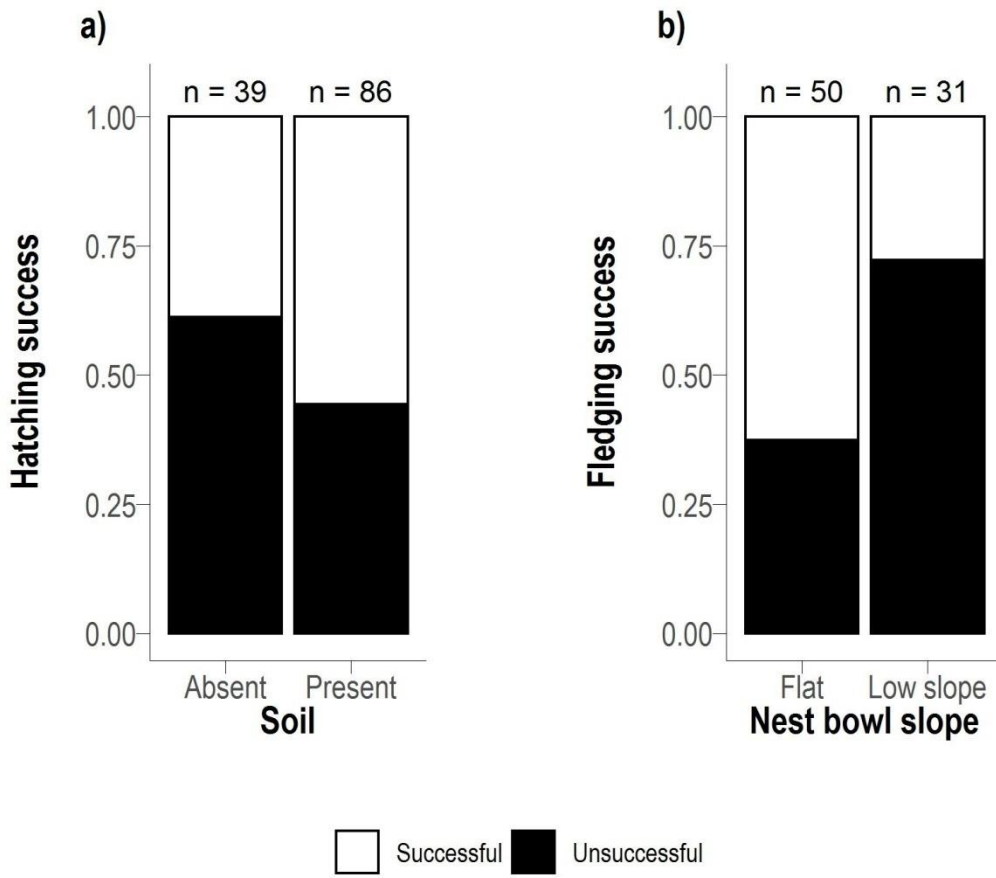 a)
n = 39 n = 86
1.00
0.75
0.50
0.25
0.00
Hatching success
Absent Present
Soil
b)
n = 50 n = 31
1.00
0.75
0.50
0.25
0.00
Fledging success
Flat Low slope
Nest bowl slope
Successful Unsuccessful